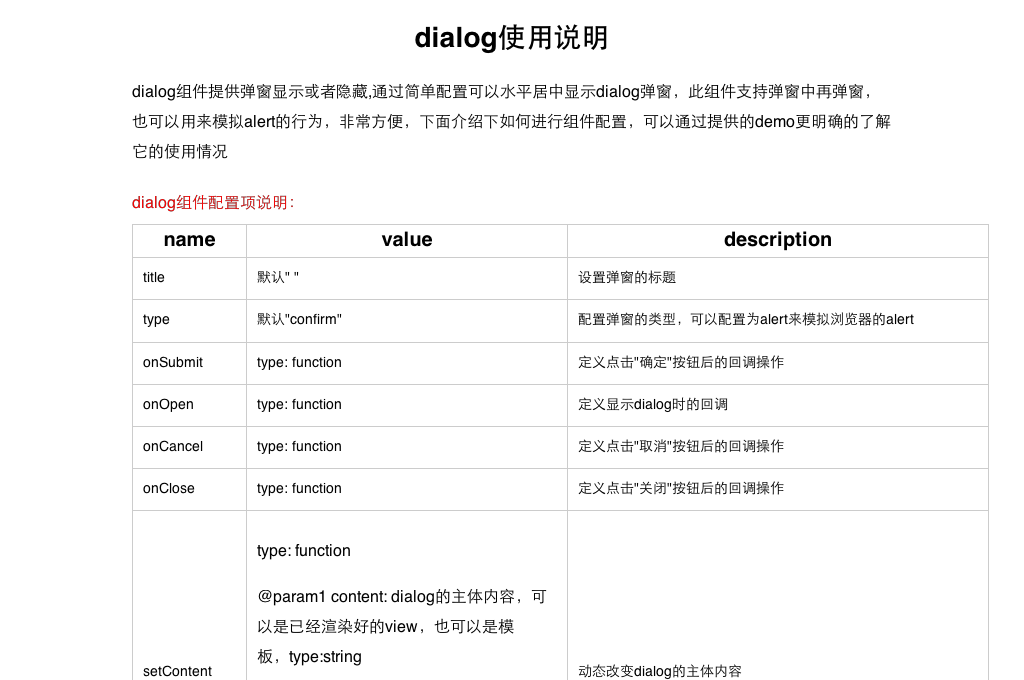 dialog使用说明
dialog组件提供弹窗显示或者隐藏,通过简单配置可以水平居中显示dialog弹窗，此组件支持弹窗中再弹窗，
也可以用来模拟alert的行为，非常方便，下面介绍下如何进行组件配置，可以通过提供的demo更明确的了解
它的使用情况
dialog组件配置项说明：
name value description
title 默认" " 设置弹窗的标题
type 默认"confirm" 配置弹窗的类型，可以配置为alert来模拟浏览器的alert
onSubmit type: function 定义点击"确定"按钮后的回调操作
onOpen type: function 定义显示dialog时的回调
onCancel type: function 定义点击"取消"按钮后的回调操作
onClose type: function 定义点击"关闭"按钮后的回调操作
type: function
@param1 content: dialog的主体内容，可
以是已经渲染好的view，也可以是模
板，type:string
setContent 动态改变dialog的主体内容